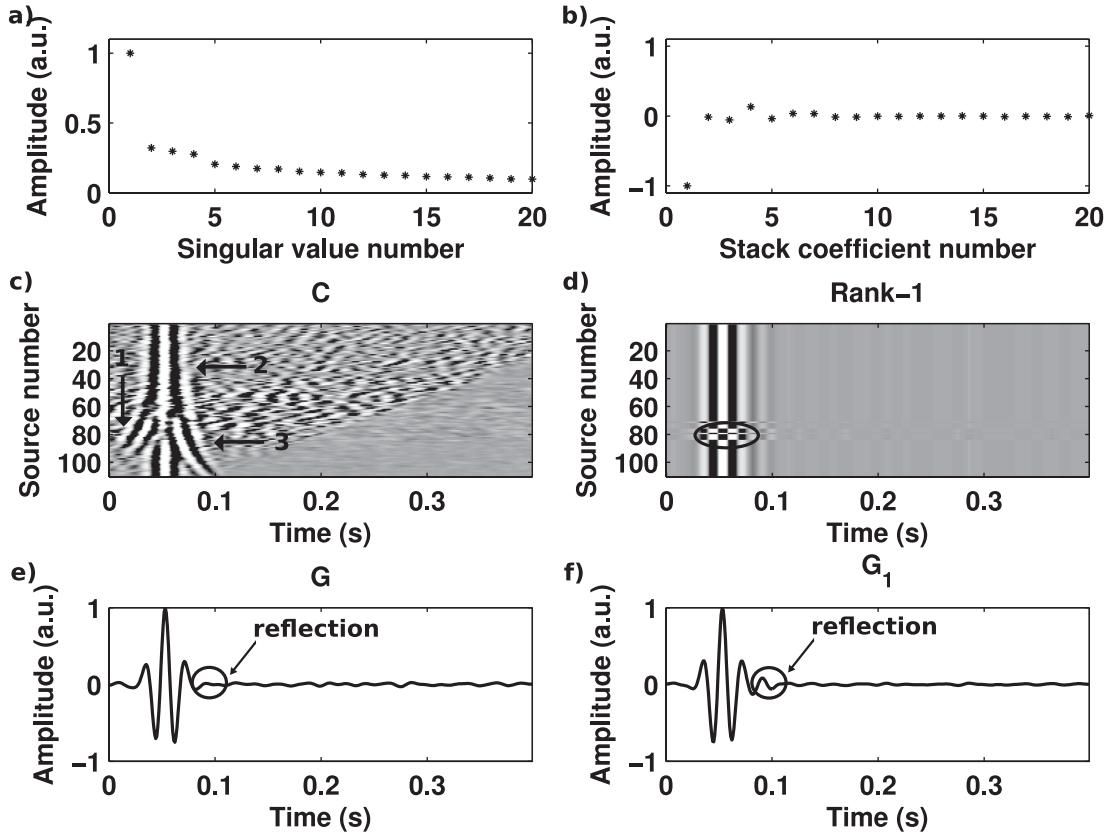 a)
Amplitude (a.u.)
1
0.5
0
0 5 10 15 20
Singular value number
b)
Amplitude (a.u.)
1
0
−1
0 5 10 15 20
Stack coefficient number
c)
C
Source number
20
40
60
80
100
1
2
3
0 0.1 0.2 0.3
Time (s)
d)
Rank−1
Source number
20
40
60
80
100
0 0.1 0.2 0.3
Time (s)
e)
G
Amplitude (a.u.)
1
0
−1
reflection
0 0.1 0.2 0.3
Time (s)
f)
G1
Amplitude (a.u.)
1
0
−1
reflection
0 0.1 0.2 0.3
Time (s)